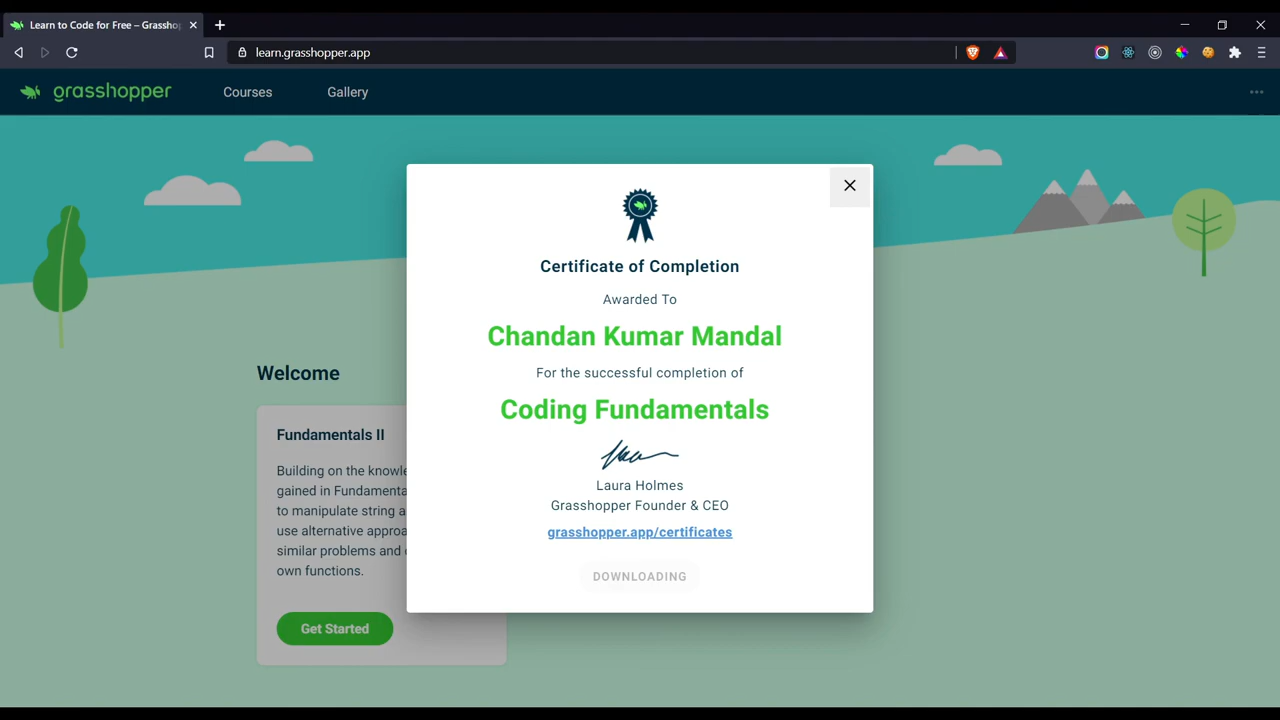 Learn to Code for Free – Grassho
learn.grasshopper.app
grasshopper
Courses
Gallery
Certificate of Completion
Awarded To
Chandan Kumar Mandal
For the successful completion of
Coding Fundamentals
Laura Holmes
Grasshopper Founder & CEO
grasshopper.app/certificates
DOWNLOADING
Welcome
Fundamentals II
Building on the knowle
gained in Fundamenta
to manipulate string a
use alternative approa
similar problems and
own functions.
Get Started